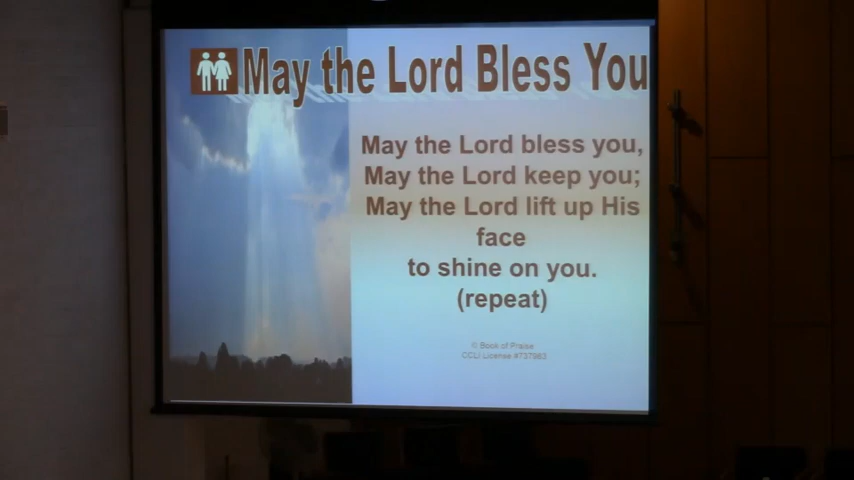 May the Lord Bless You
May the Lord bless you,
May the Lord keep you;
May the Lord lift up His
face
to shine on you.
(repeat)
© Book of Praise
CCLI License #737983